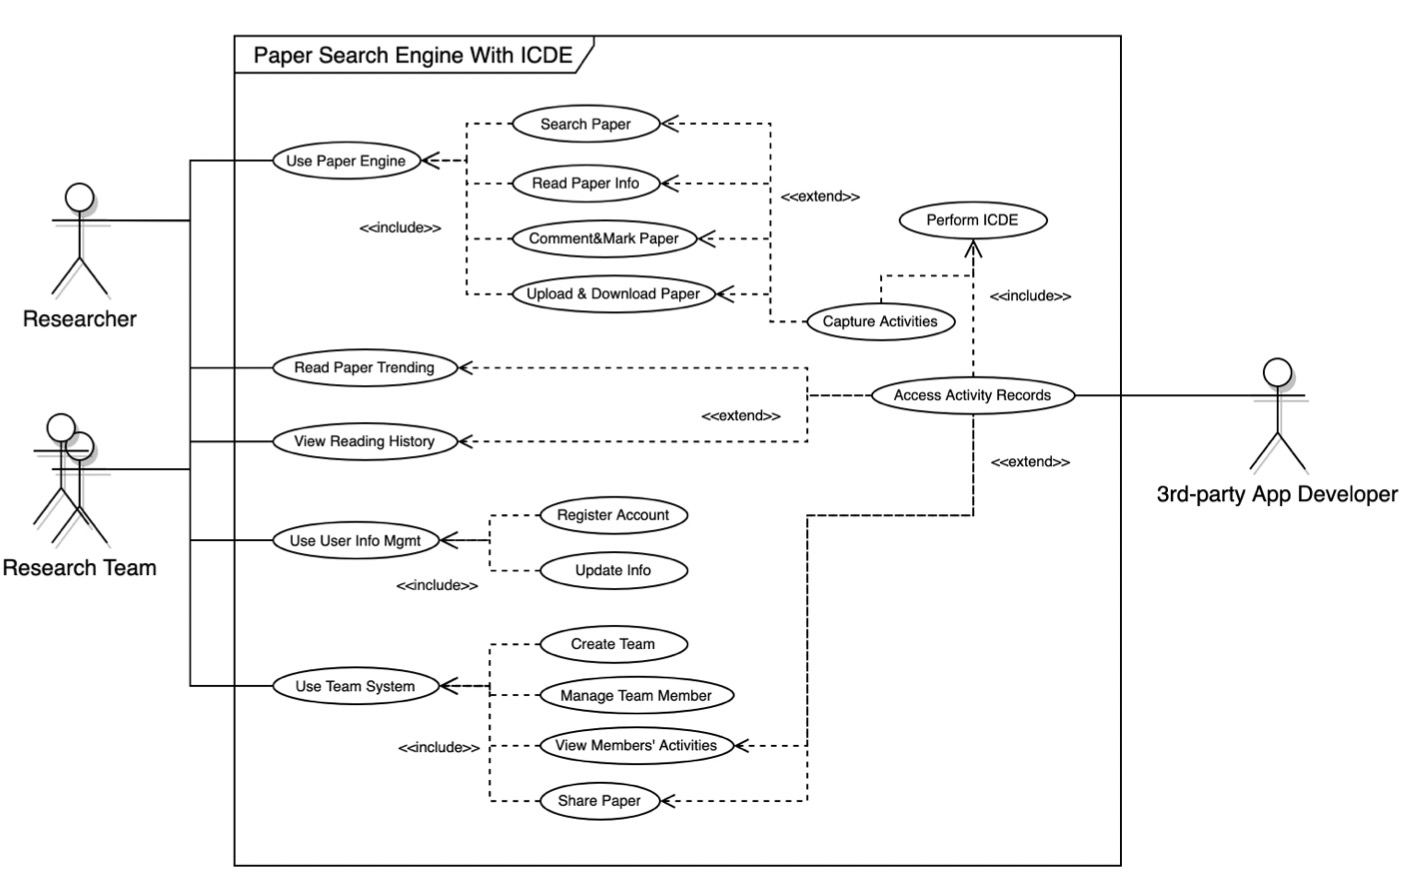 Paper Search Engine With ICDE
Search Paper
Use Paper Engine
Read Paper Info
<<extend>>
Perform ICDE
<<include>>
Comment&Mark Paper
Upload & Download Paper
<<include>>
Researcher
Capture Activities
Read Paper Trending
Access Activity Records
<<extend>>
View Reading History
<<extend>>
3rd-party App Developer
Register Account
Use User Info Mgmt
Research Team
Update Info
<<include>>
Create Team
Use Team System
Manage Team Member
<<include>>
View Members' Activities
Share Paper